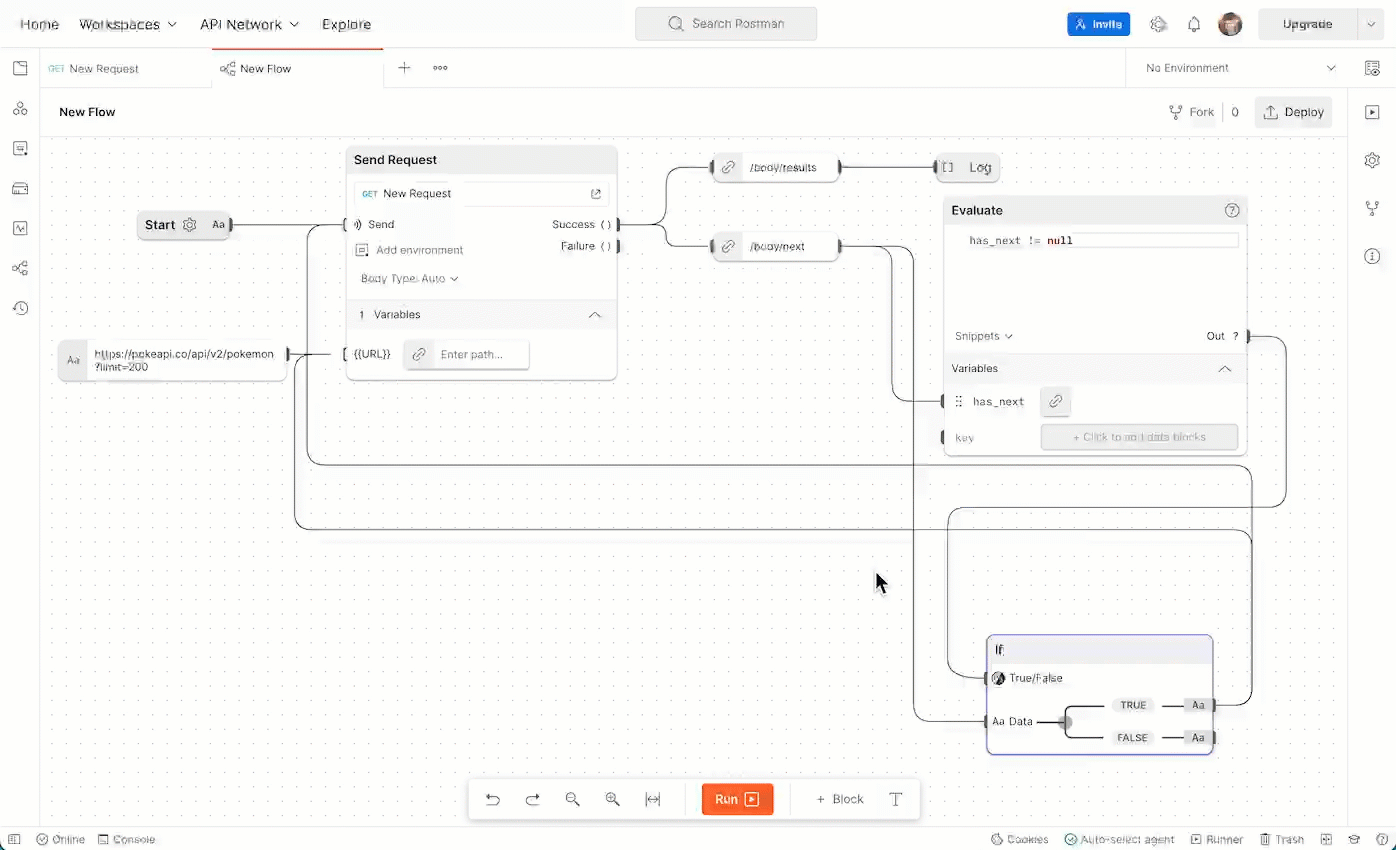 Home Workspaces API Network Explore Search Postman Invite Upgrade
GET New Request New Flow No Environment
New Flow Fork 0 Deploy
Send Request
GET New Request
Send Success
Add environment Failure
Body Type: Auto
1 Variables
{{URL}} Enter path...
Start Aa
Aa https://pokeapi.co/api/v2/pokemon
?limit=200
/body/results
[] Log
/body/next
Evaluate
has_next != null
Snippets Out ?
Variables
has_next
key + Click to add data blocks
If
True/False
TRUE Aa
Aa Data
FALSE Aa
Run + Block T
Online Console Cookies Auto-select agent Runner Trash